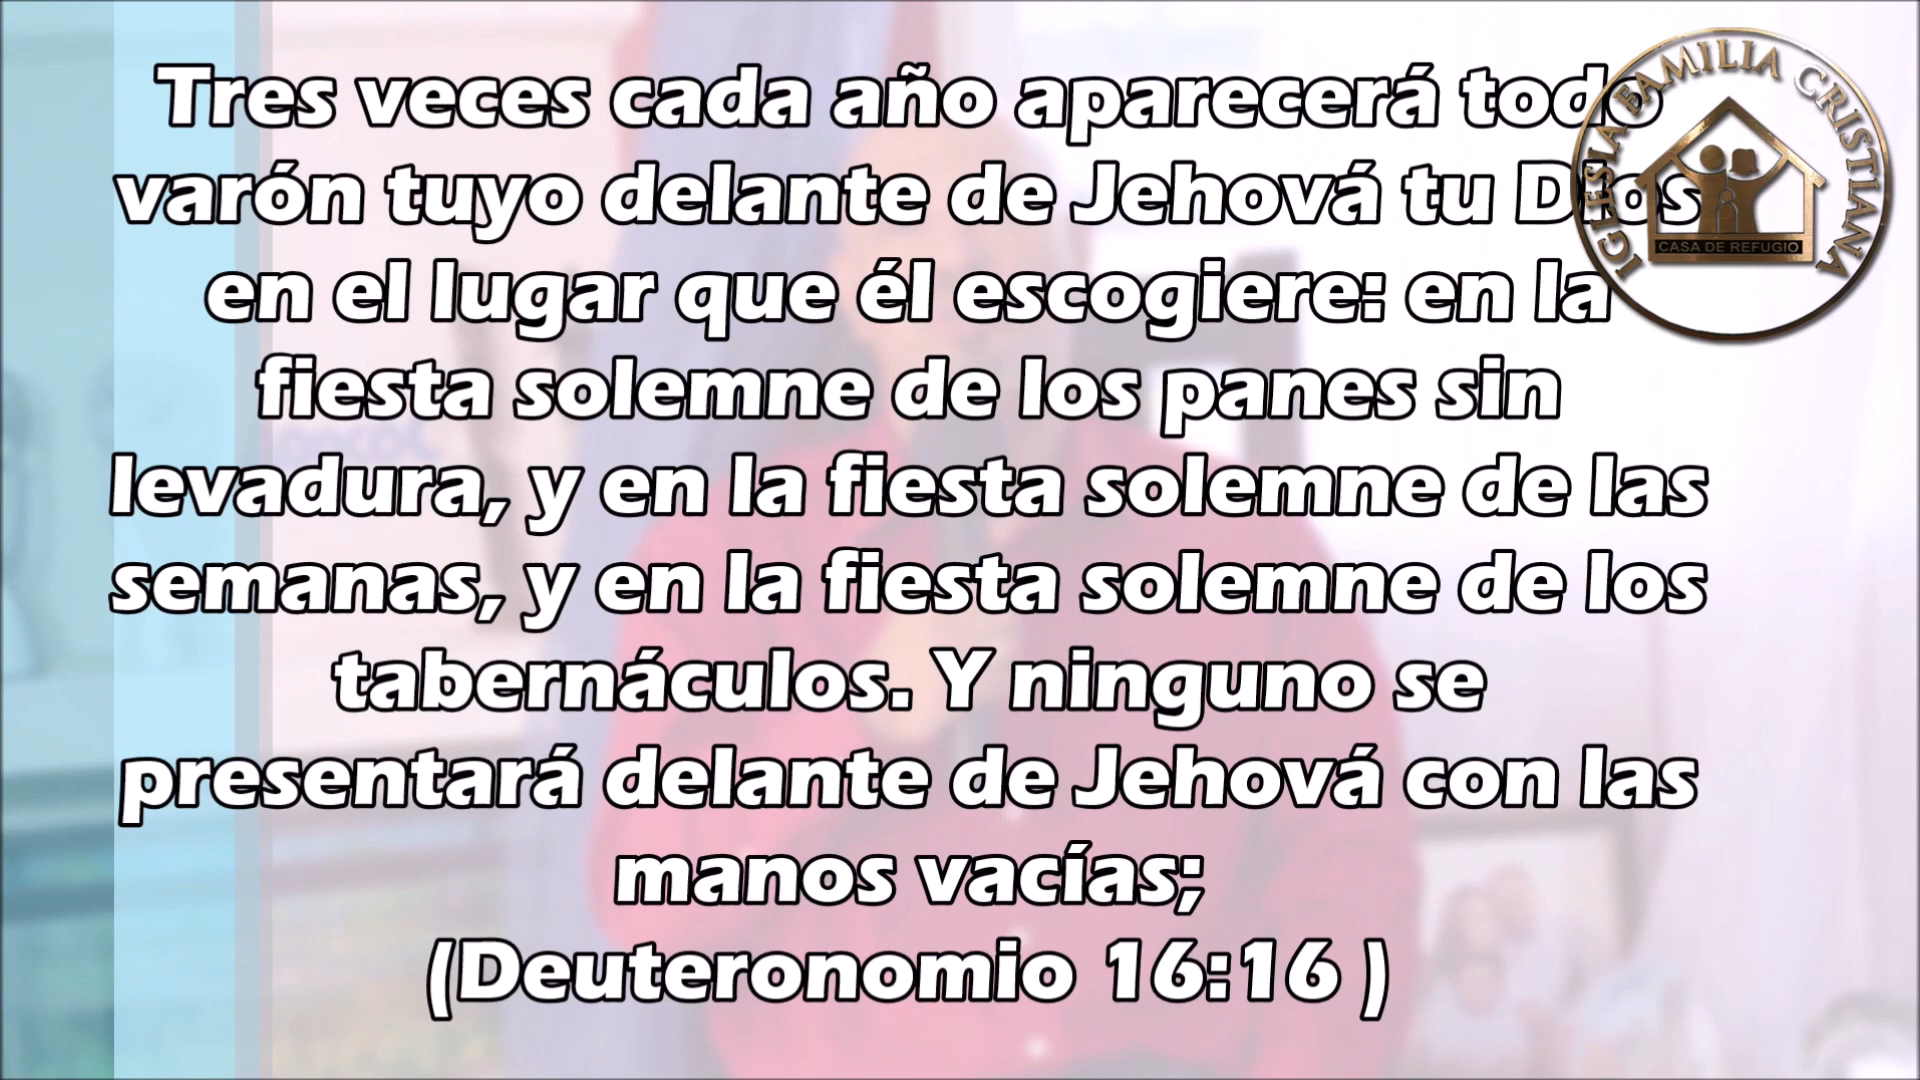 Tres veces cada año aparecerá todo
varón tuyo delante de Jehová tu Dios
en el lugar que él escogiere: en la
fiesta solemne de los panes sin
levadura, y en la fiesta solemne de las
semanas, y en la fiesta solemne de los
tabernáculos. Y ninguno se
presentará delante de Jehová con las
manos vacías;
(Deuteronomio 16:16 )
IGLESIA FAMILIA CRISTIANA
CASA DE REFUGIO